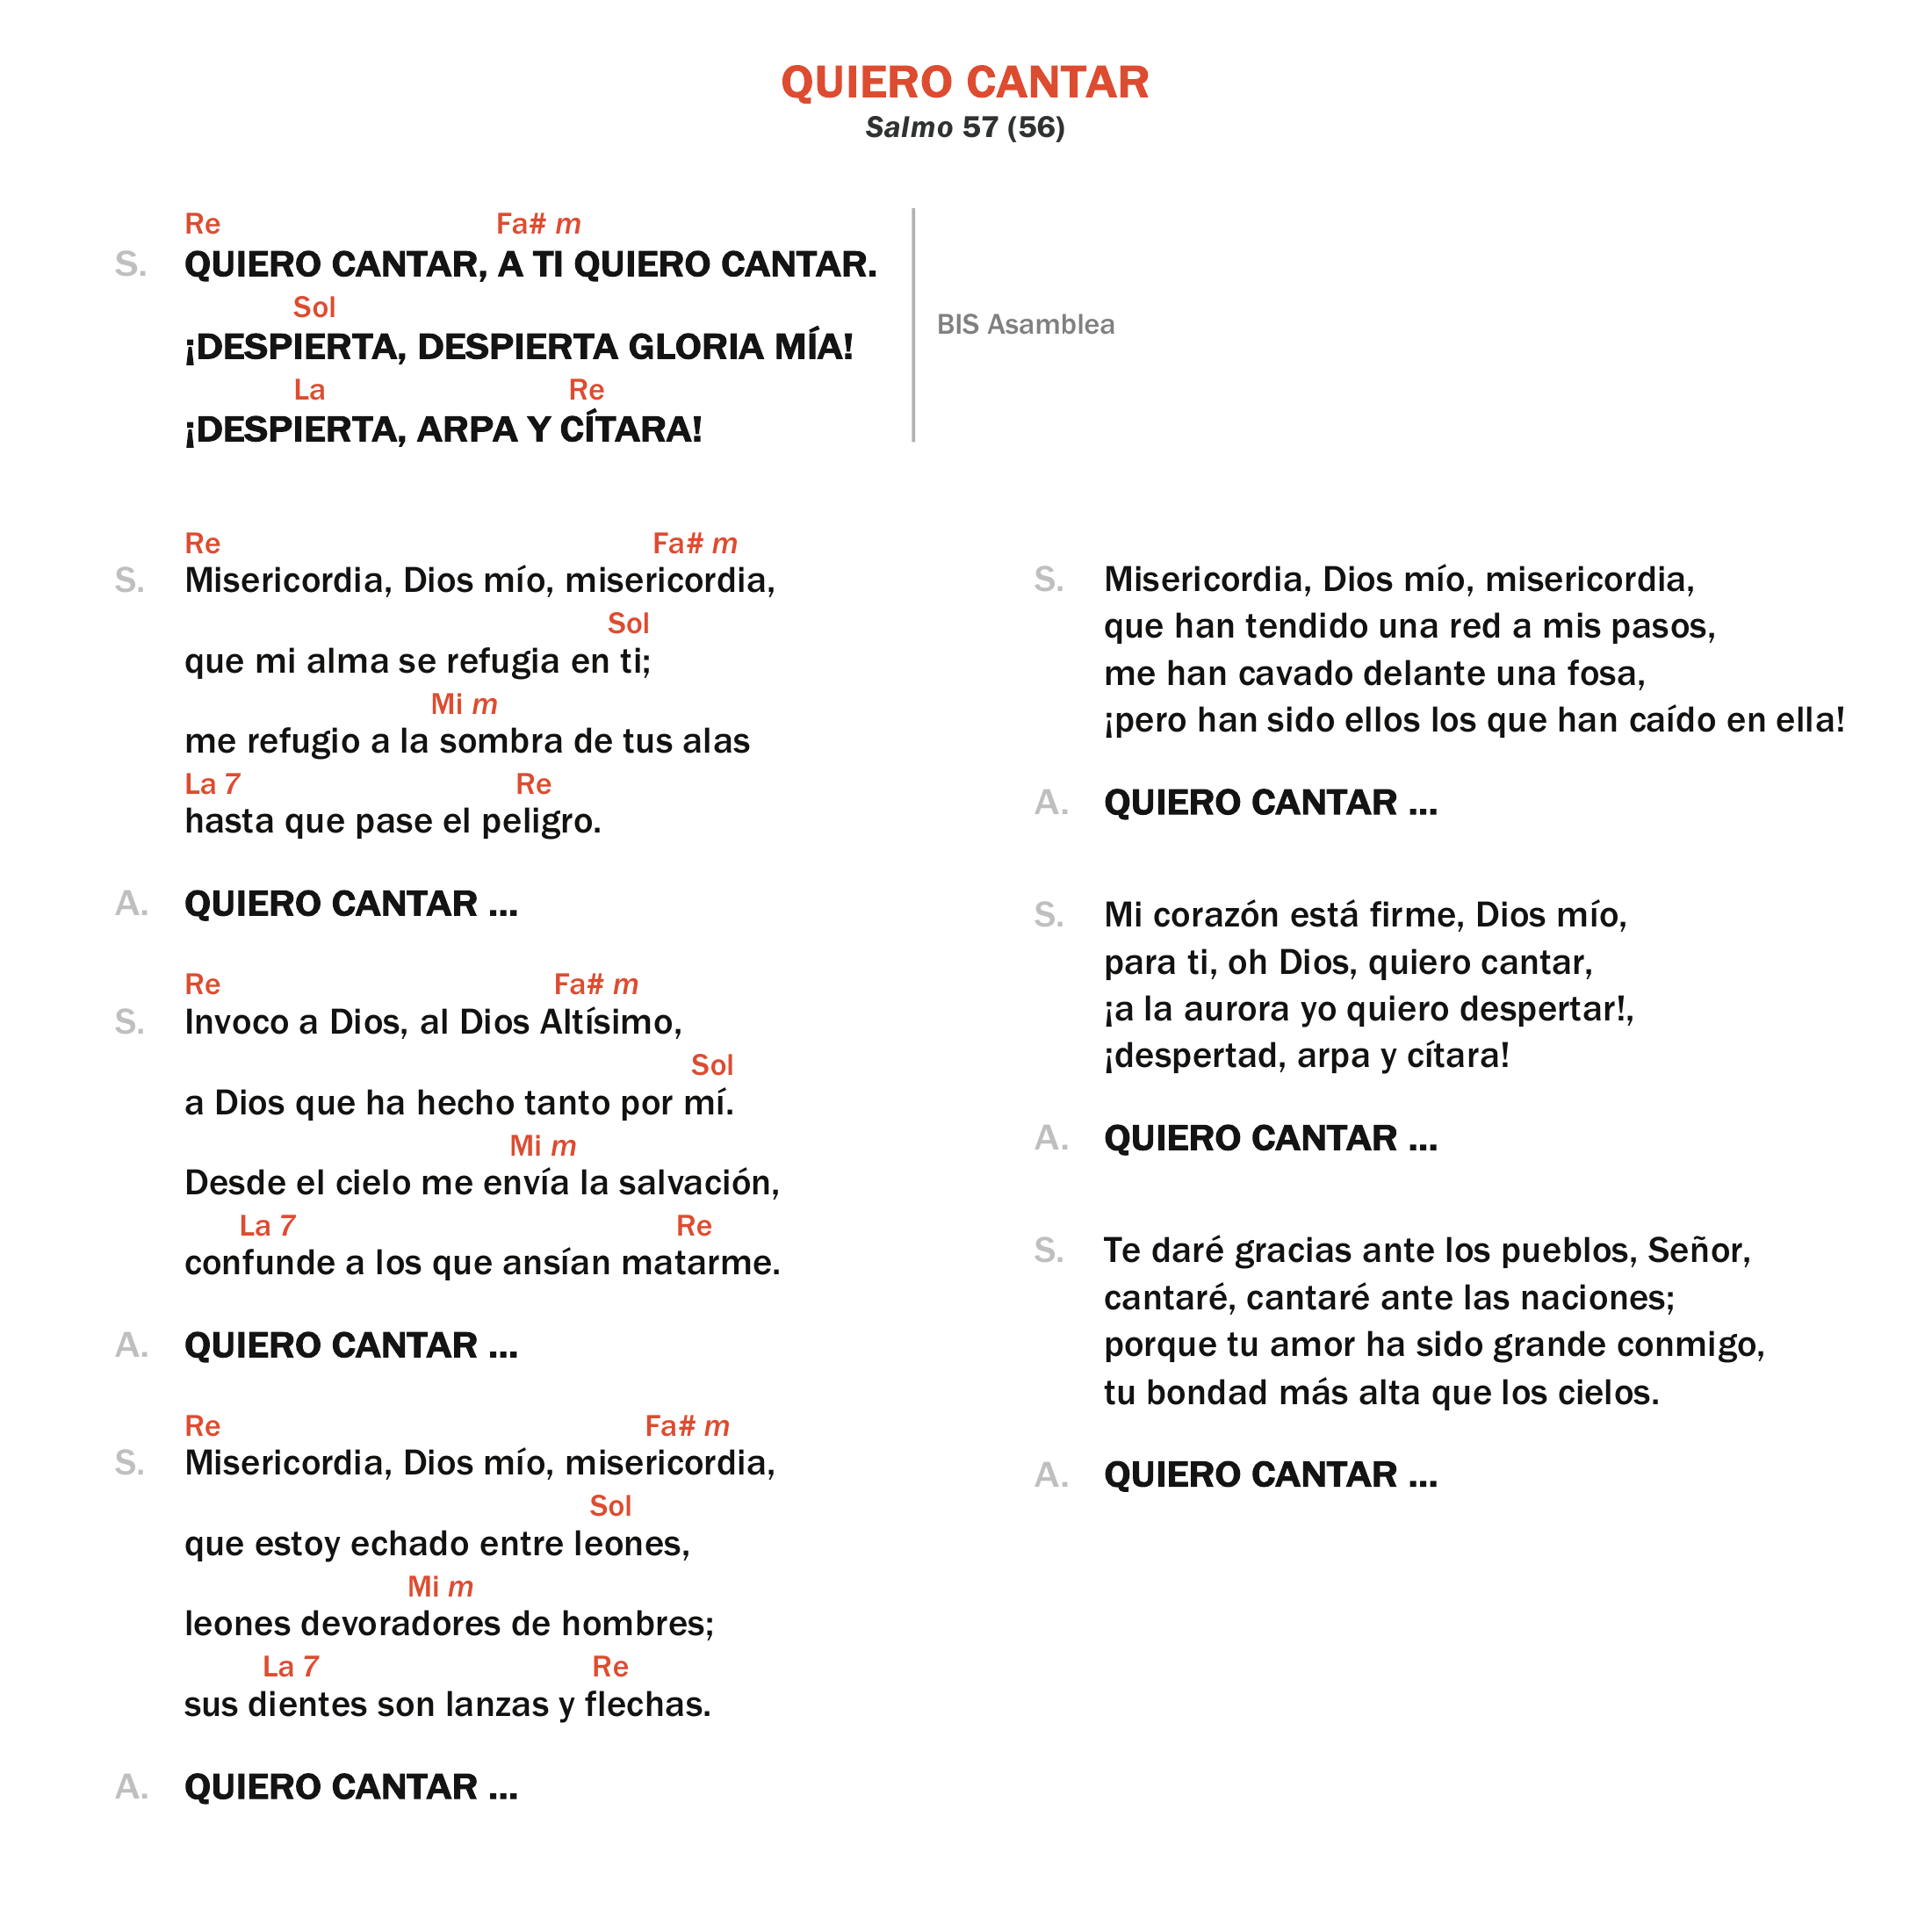 QUIERO CANTAR
Salmo 57 (56)
Re Fa# m
S. QUIERO CANTAR, A TI QUIERO CANTAR.
Sol
¡DESPIERTA, DESPIERTA GLORIA MÍA!
La Re
¡DESPIERTA, ARPA Y CÍTARA!
BIS Asamblea
Re Fa# m
S. Misericordia, Dios mío, misericordia,
Sol
que mi alma se refugia en ti;
Mi m
me refugio a la sombra de tus alas
La 7 Re
hasta que pase el peligro.
A. QUIERO CANTAR ...
Re Fa# m
S. Invoco a Dios, al Dios Altísimo,
Sol
a Dios que ha hecho tanto por mí.
Mi m
Desde el cielo me envía la salvación,
La 7 Re
confunde a los que ansían matarme.
A. QUIERO CANTAR ...
Re Fa# m
S. Misericordia, Dios mío, misericordia,
Sol
que estoy echado entre leones,
Mi m
leones devoradores de hombres;
La 7 Re
sus dientes son lanzas y flechas.
A. QUIERO CANTAR ...
S. Misericordia, Dios mío, misericordia,
que han tendido una red a mis pasos,
me han cavado delante una fosa,
¡pero han sido ellos los que han caído en ella!
A. QUIERO CANTAR ...
S. Mi corazón está firme, Dios mío,
para ti, oh Dios, quiero cantar,
¡a la aurora yo quiero despertar!,
¡despertad, arpa y cítara!
A. QUIERO CANTAR ...
S. Te daré gracias ante los pueblos, Señor,
cantaré, cantaré ante las naciones;
porque tu amor ha sido grande conmigo,
tu bondad más alta que los cielos.
A. QUIERO CANTAR ...